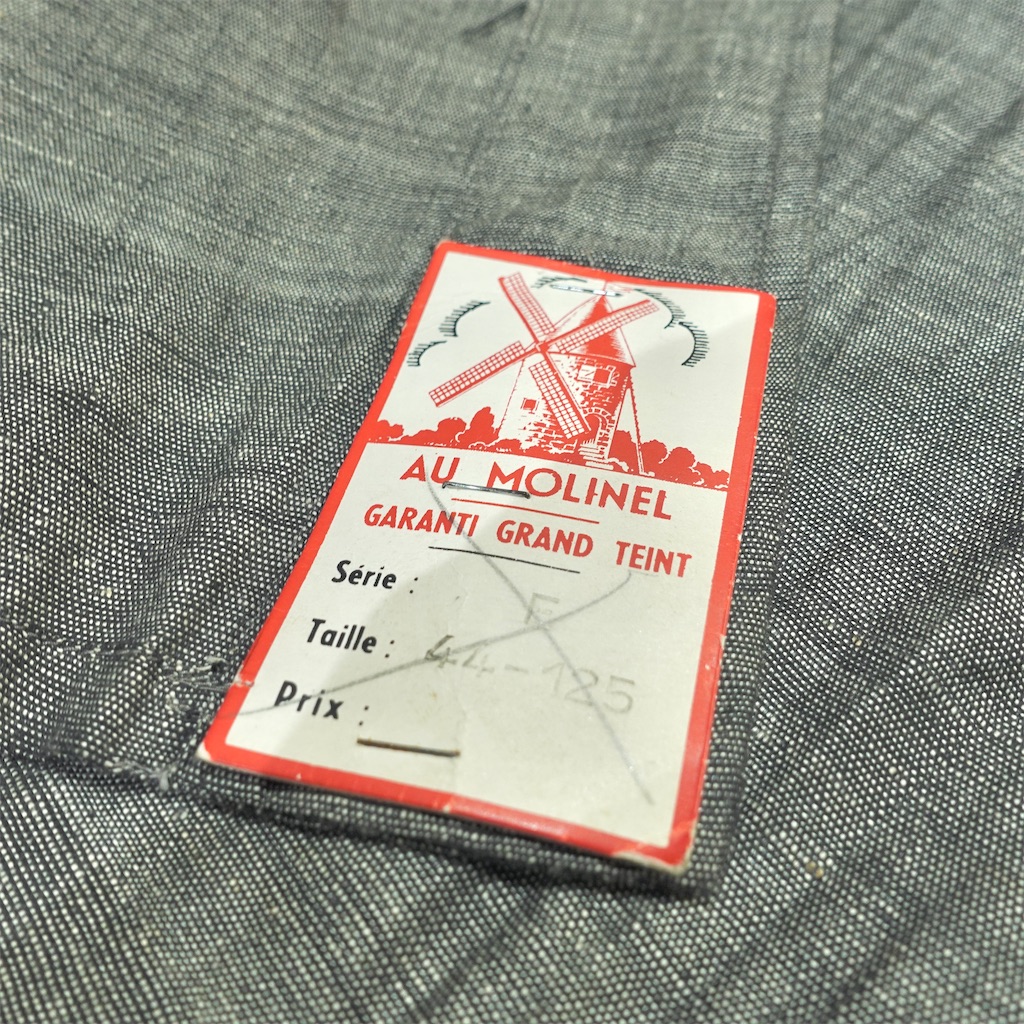 AU MOLINEL
GARANTI GRAND TEINT
Série : F
Taille : 44-125
Prix :